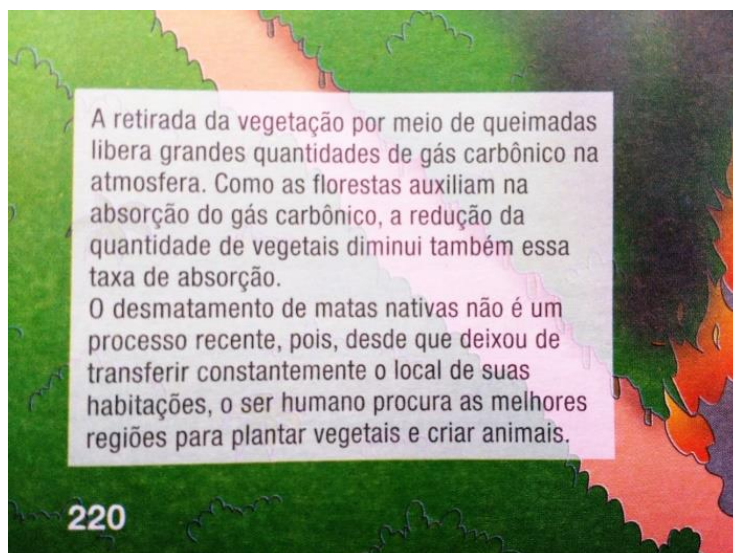 A retirada da vegetação por meio de queimadas
libera grandes quantidades de gás carbônico na
atmosfera. Como as florestas auxiliam na
absorção do gás carbônico, a redução da
quantidade de vegetais diminui também essa
taxa de absorção.
O desmatamento de matas nativas não é um
processo recente, pois, desde que deixou de
transferir constantemente o local de suas
habitações, o ser humano procura as melhores
regiões para plantar vegetais e criar animais.
220